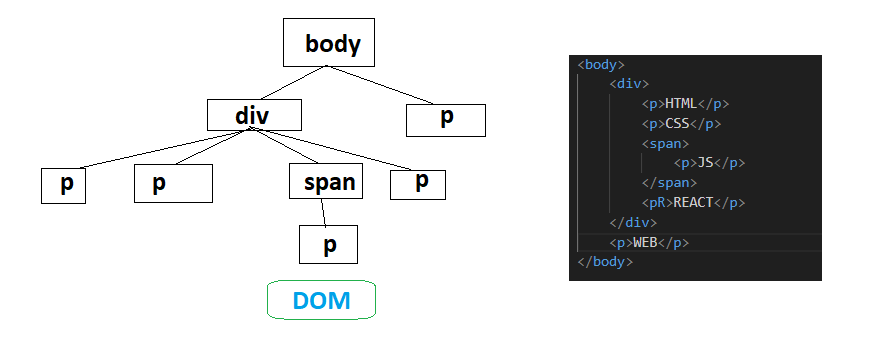 body
div
p
p
p
span
p
p
DOM
<body>
<div>
<p>HTML</p>
<p>CSS</p>
<span>
<p>JS</p>
</span>
<pR>REACT</p>
</div>
<p>WEB</p>
</body>